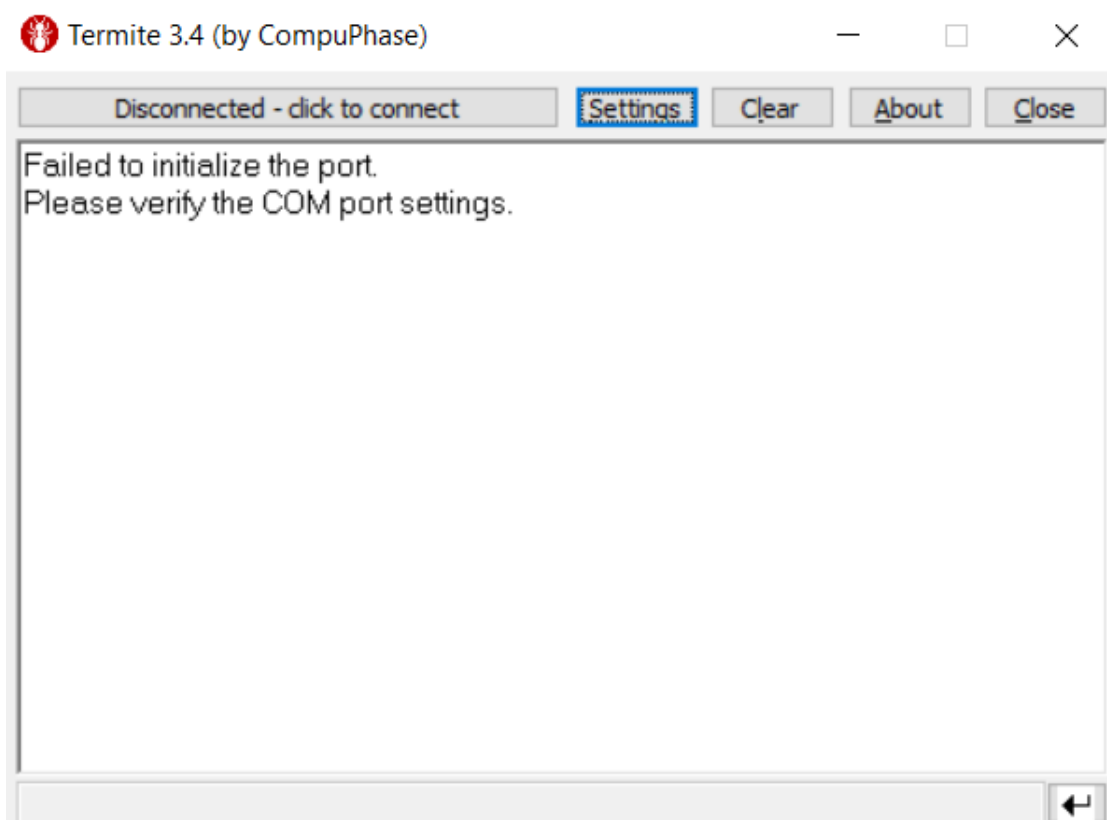 Termite 3.4 (by CompuPhase)
Disconnected - click to connect Settings Clear About Close
Failed to initialize the port.
Please verify the COM port settings.